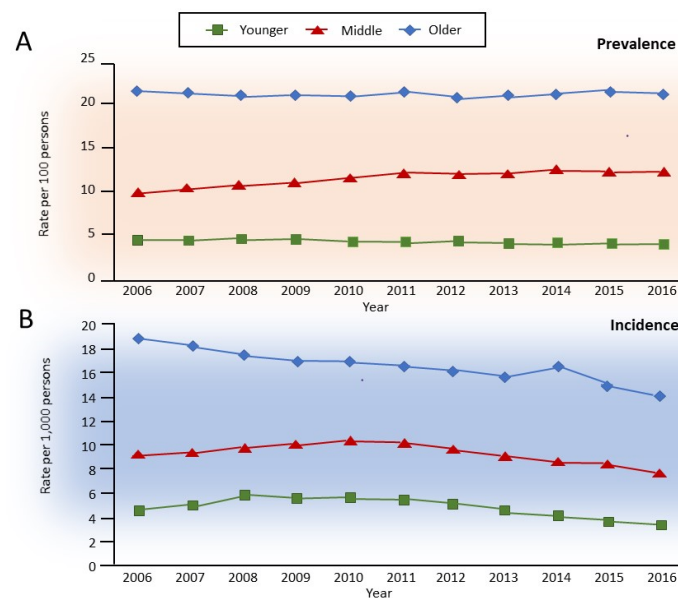 Younger Middle Older
A
Prevalence
Rate per 100 persons
25
20
15
10
5
0
2006 2007 2008 2009 2010 2011 2012 2013 2014 2015 2016
Year
B
Incidence
Rate per 1,000 persons
20
18
16
14
12
10
8
6
4
2
0
2006 2007 2008 2009 2010 2011 2012 2013 2014 2015 2016
Year